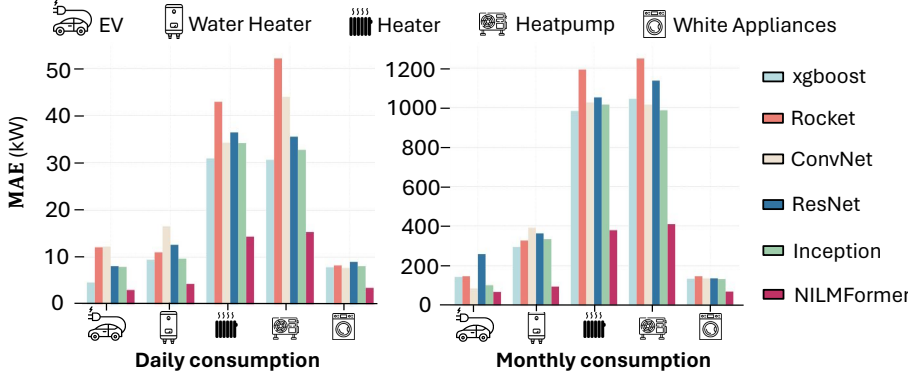 EV Water Heater Heater Heatpump White Appliances
MAE (kW)
50
40
30
20
10
0
Daily consumption
1200
1000
800
600
400
200
0
Monthly consumption
xgboost
Rocket
ConvNet
ResNet
Inception
NILMFormer